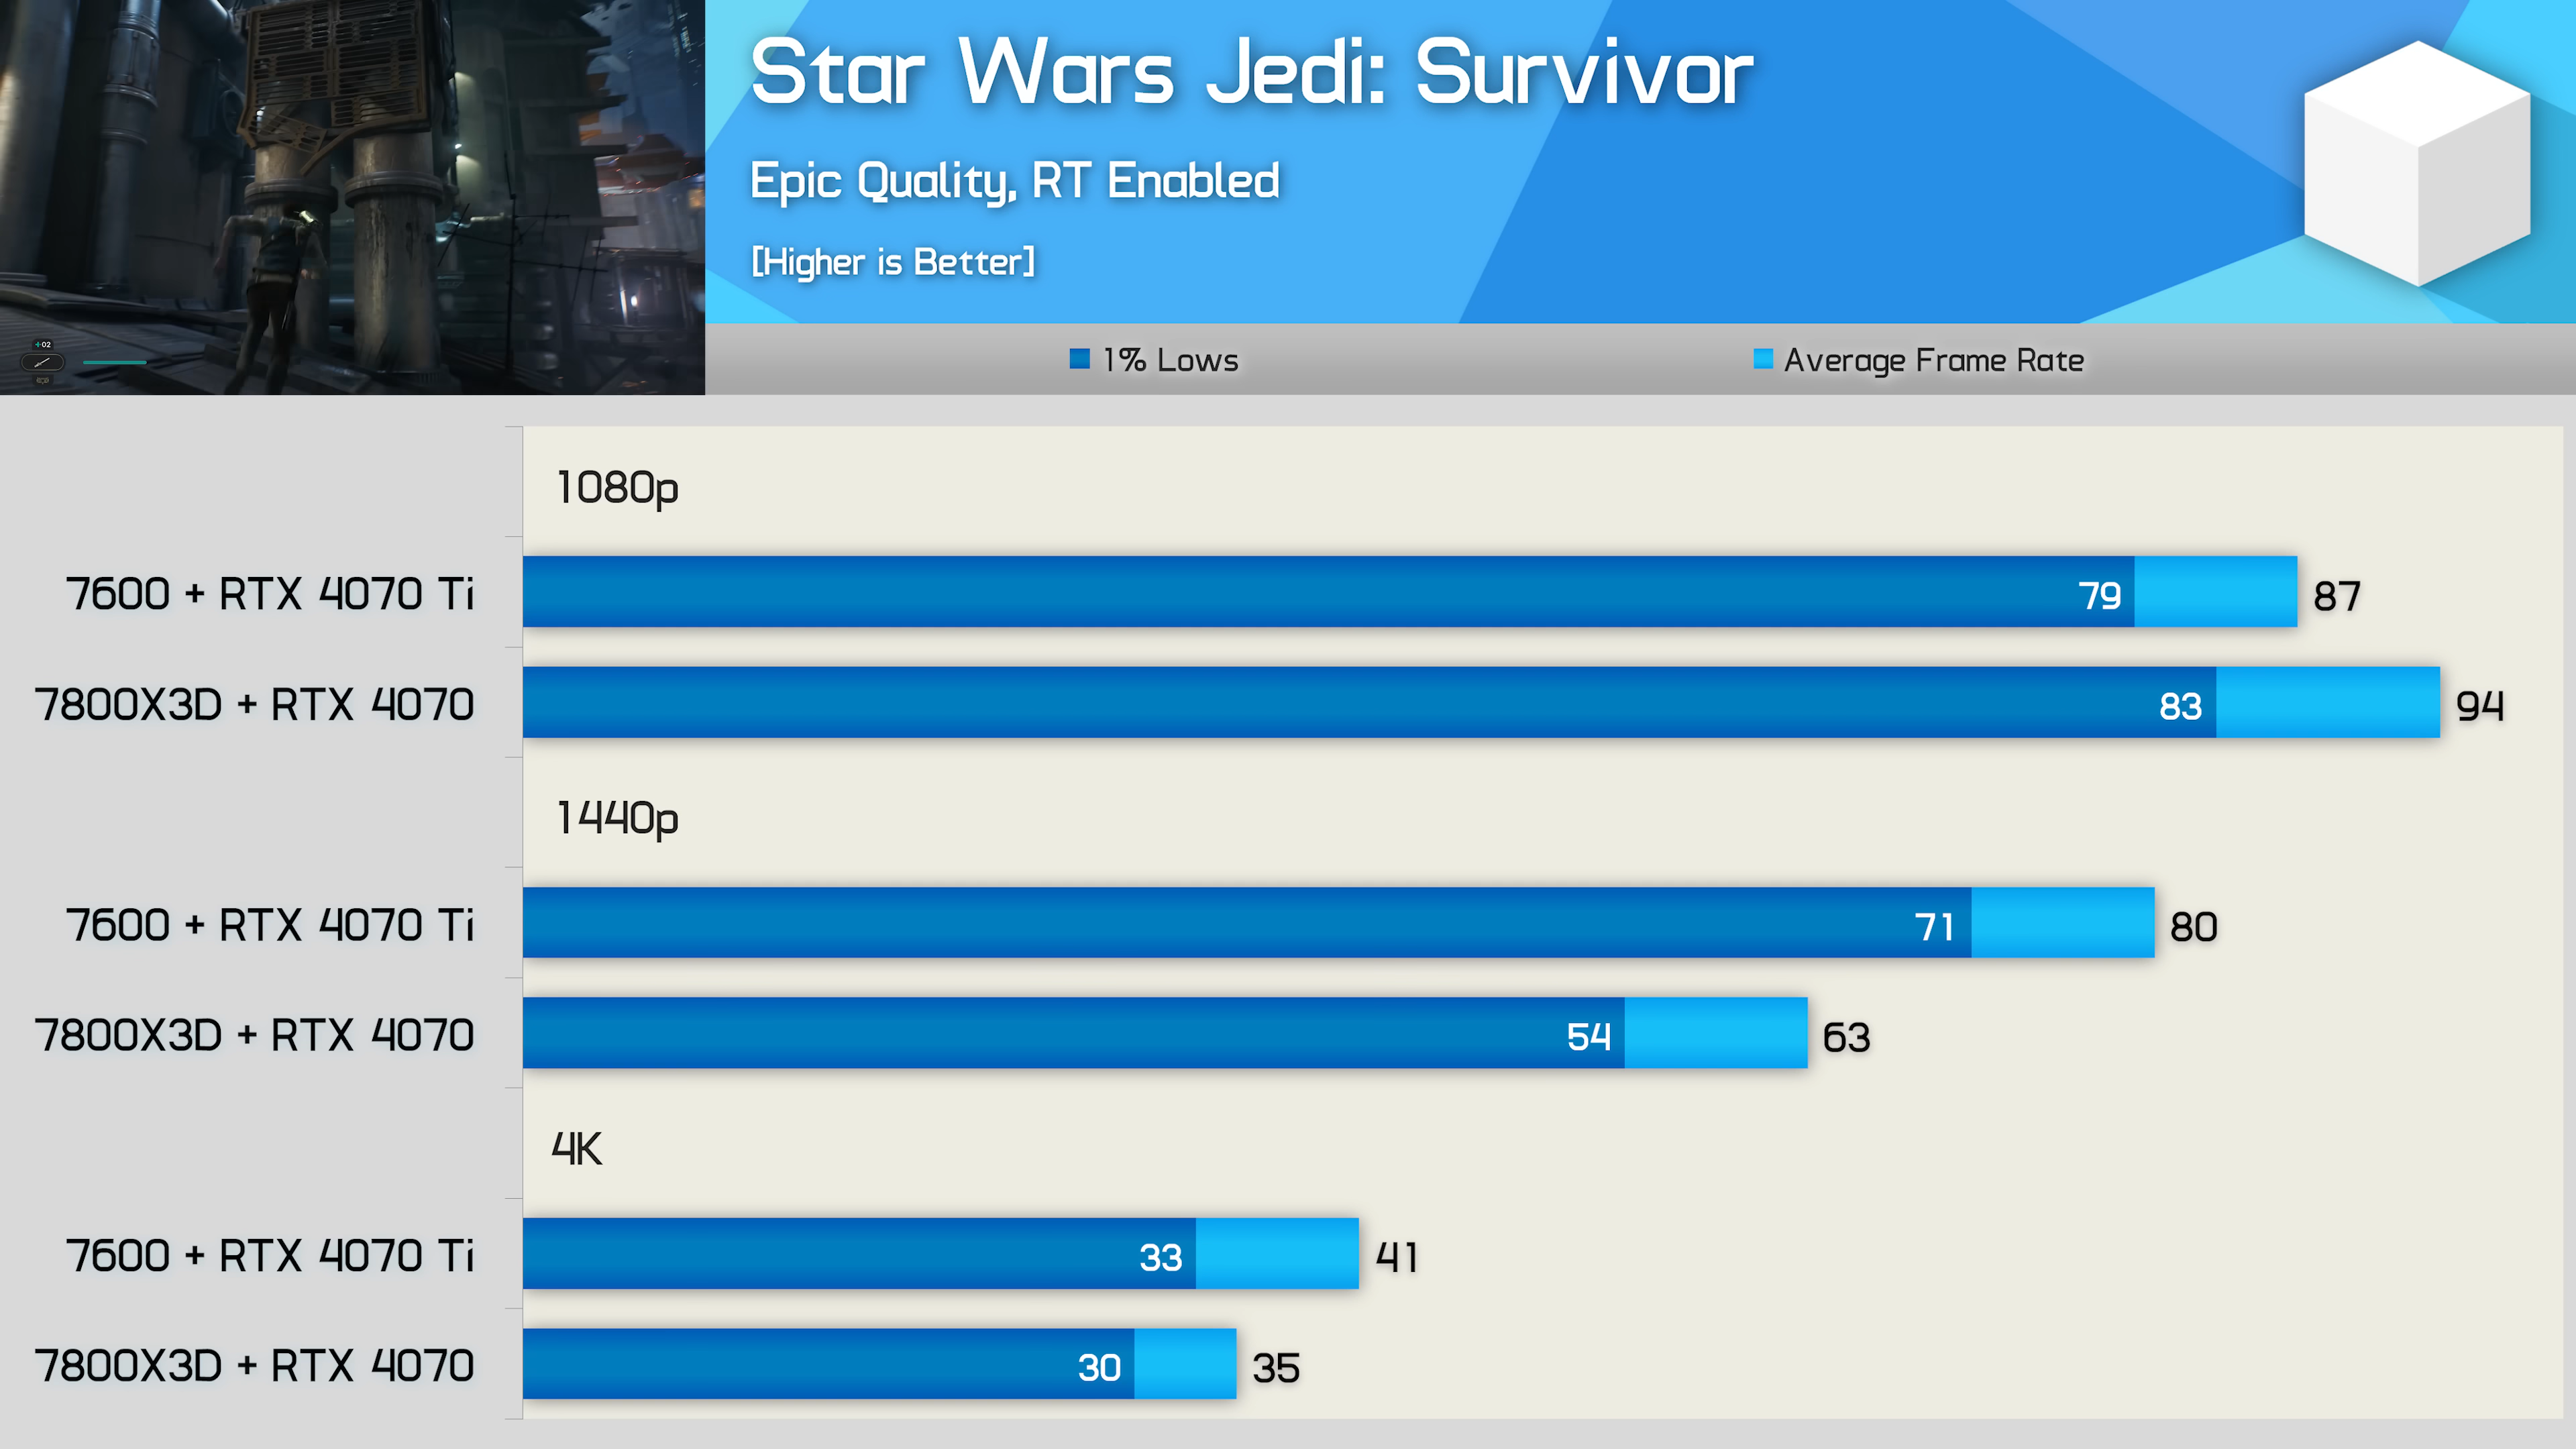 Star Wars Jedi: Survivor
Epic Quality, RT Enabled
[Higher is Better]
+02
1% Lows
Average Frame Rate
1080p
7600 + RTX 4070 Ti
79
87
7800X3D + RTX 4070
83
94
1440p
7600 + RTX 4070 Ti
71
80
7800X3D + RTX 4070
54
63
4K
7600 + RTX 4070 Ti
33
41
7800X3D + RTX 4070
30
35